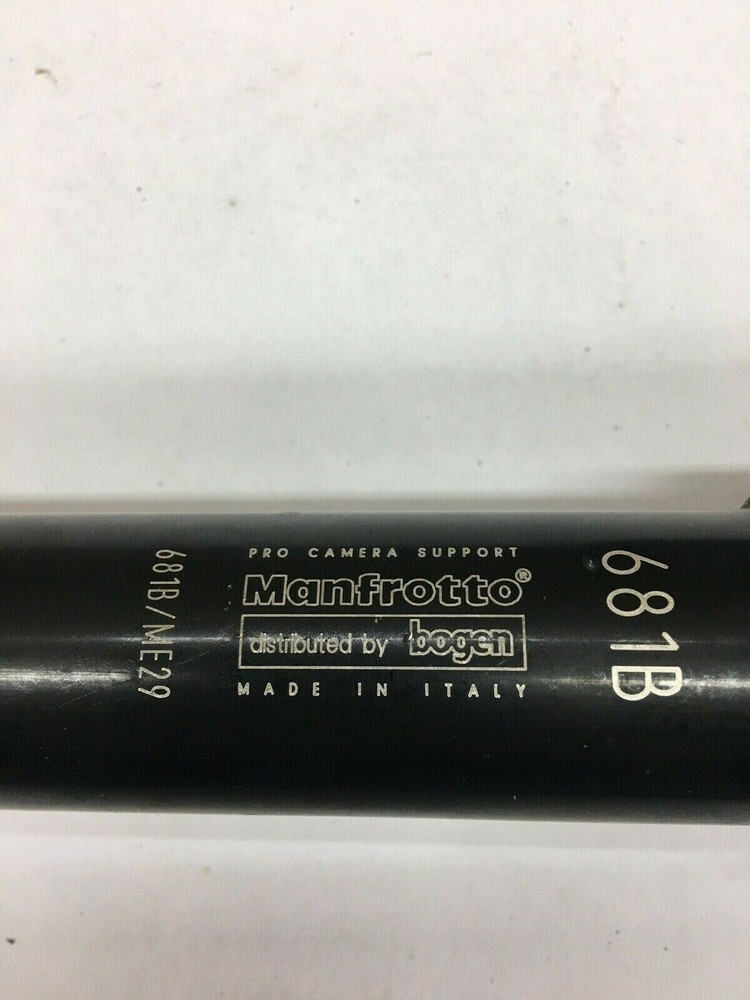 681B/ME29
PRO CAMERA SUPPORT
Manfrotto®
distributed by bogen
MADE IN ITALY
681B